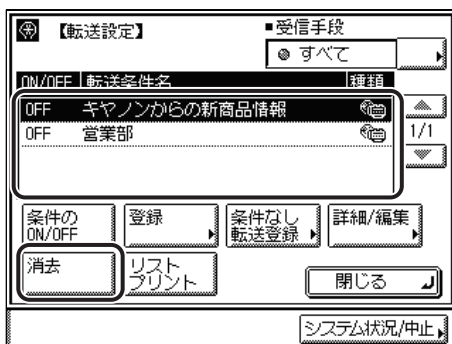 【転送設定】
■受信手段
すべて
ON/OFF 転送条件名 種類
OFF キヤノンからの新商品情報
OFF 営業部
1/1
条件の
ON/OFF
登録
条件なし
転送登録
詳細/編集
消去
リスト
プリント
閉じる
システム状況/中止